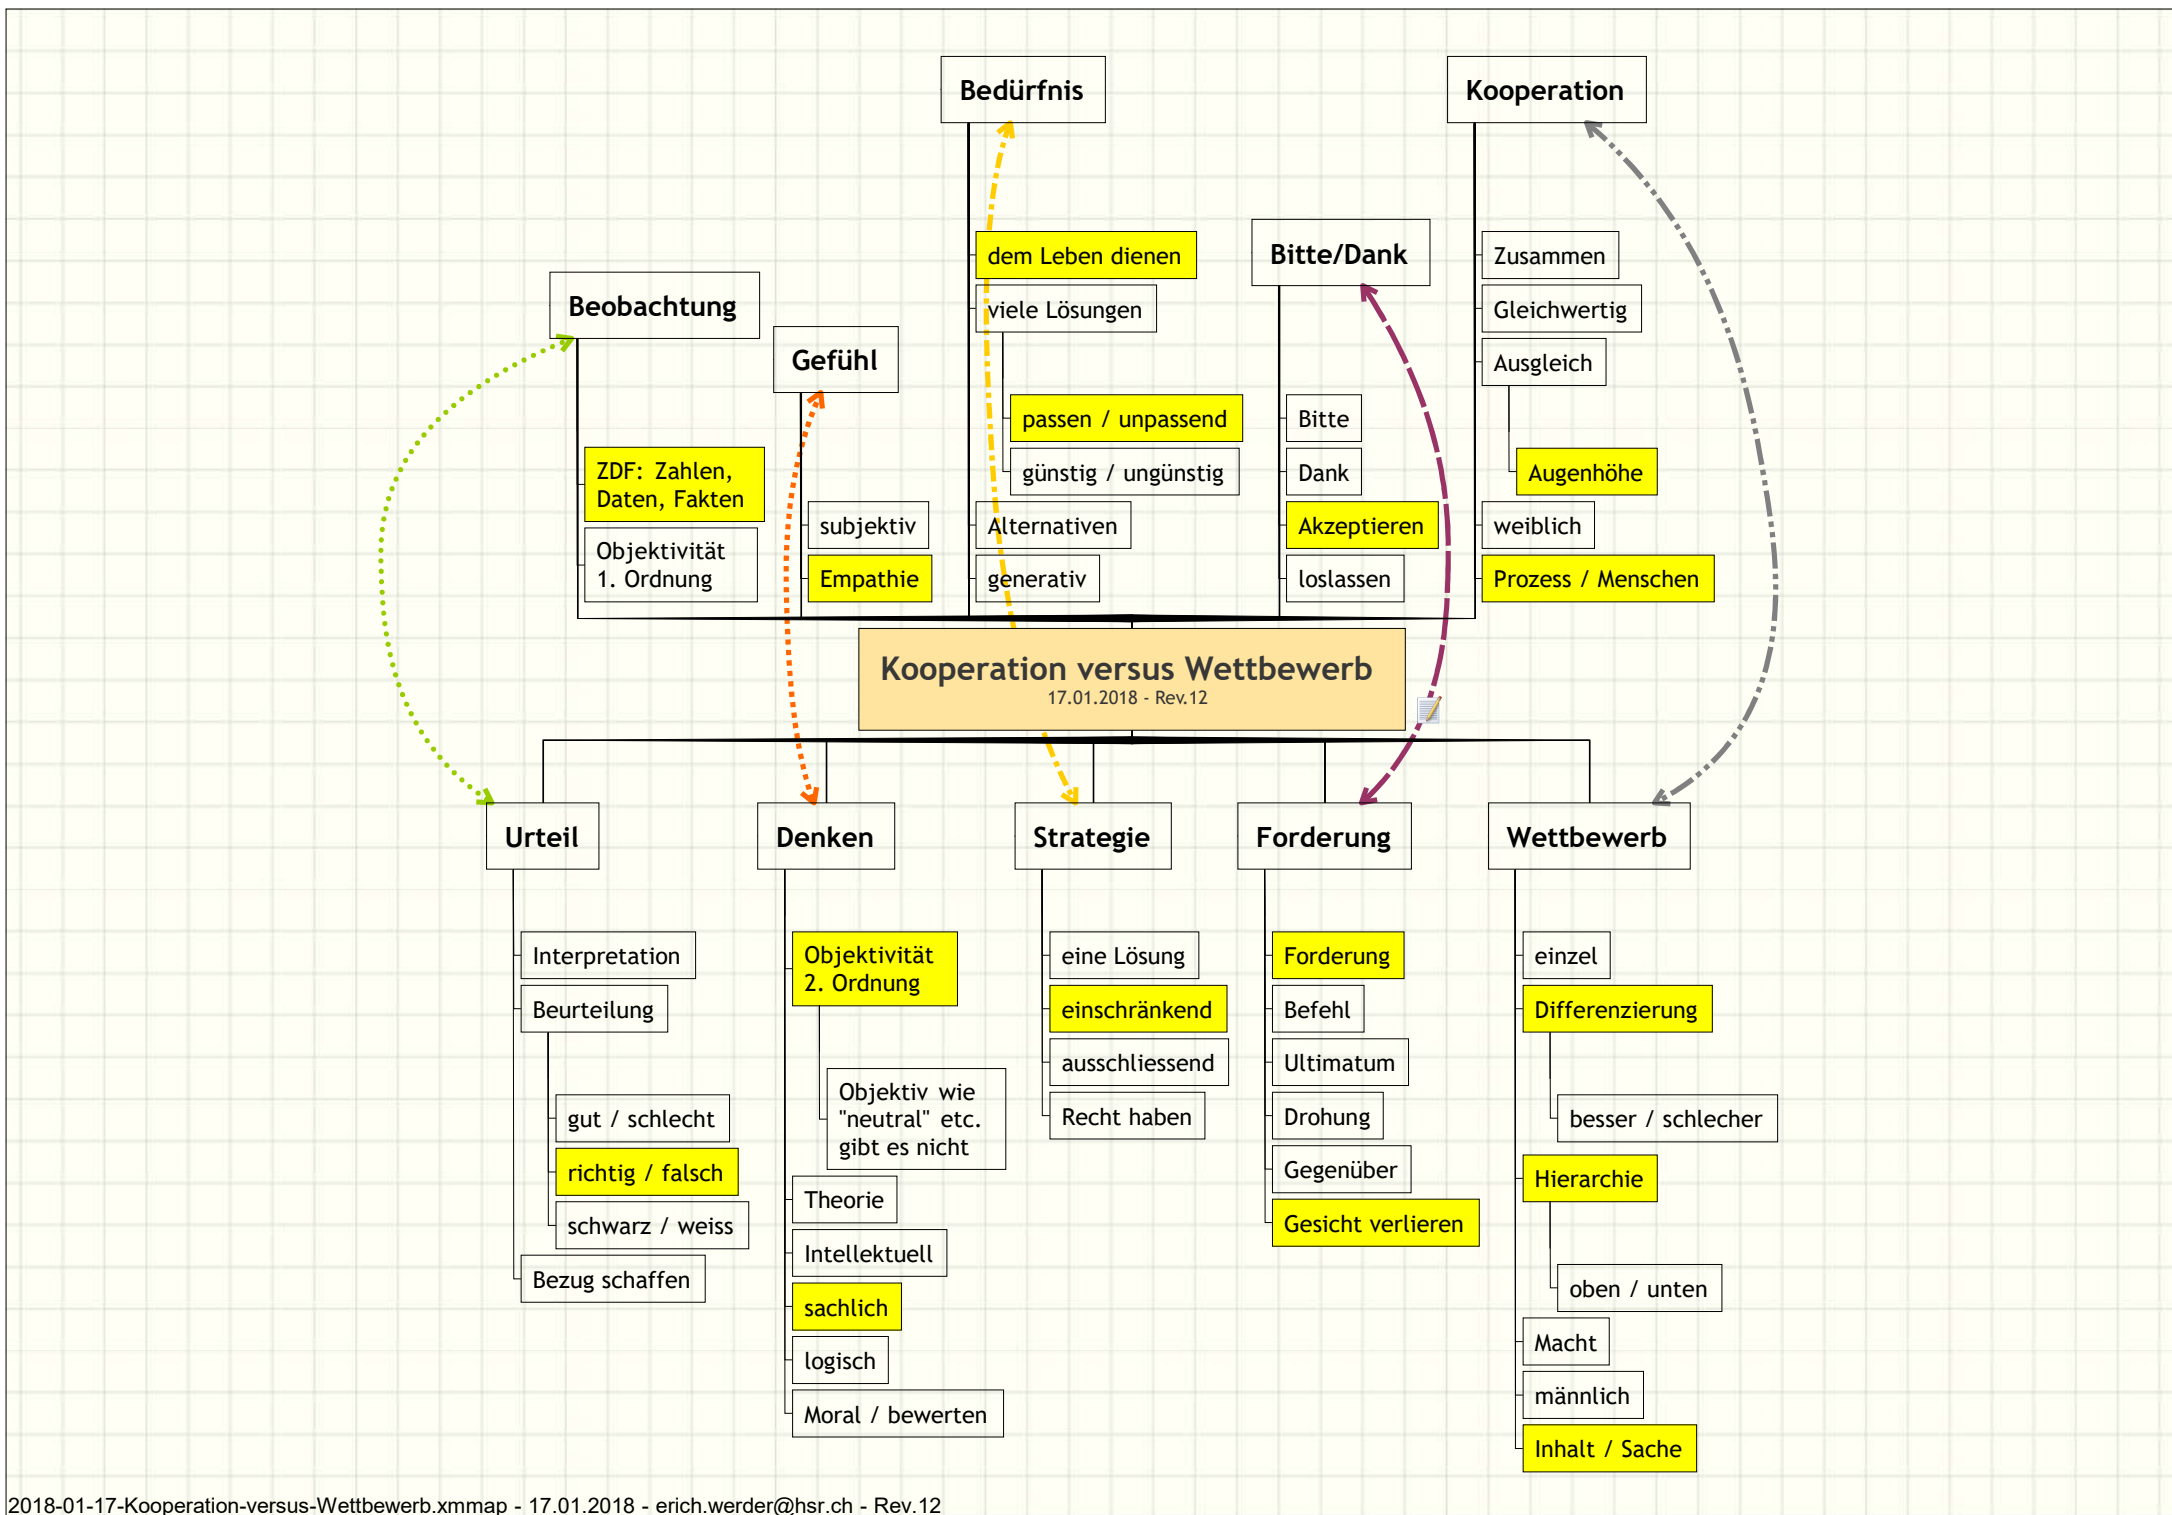 Bedürfnis
Kooperation
dem Leben dienen
viele Lösungen
passen / unpassend
günstig / ungünstig
Alternativen
generativ
Bitte/Dank
Bitte
Dank
Akzeptieren
loslassen
Zusammen
Gleichwertig
Ausgleich
Augenhöhe
weiblich
Prozess / Menschen
Beobachtung
ZDF: Zahlen,
Daten, Fakten
Objektivität
1. Ordnung
Gefühl
subjektiv
Empathie
Kooperation versus Wettbewerb
17.01.2018 - Rev.12
Urteil
Interpretation
Beurteilung
gut / schlecht
richtig / falsch
schwarz / weiss
Bezug schaffen
Denken
Objektivität
2. Ordnung
Objektiv wie
"neutral" etc.
gibt es nicht
Theorie
Intellektuell
sachlich
logisch
Moral / bewerten
Strategie
eine Lösung
einschränkend
ausschliessend
Recht haben
Forderung
Forderung
Befehl
Ultimatum
Drohung
Gegenüber
Gesicht verlieren
Wettbewerb
einzel
Differenzierung
besser / schlecher
Hierarchie
oben / unten
Macht
männlich
Inhalt / Sache
2018-01-17-Kooperation-versus-Wettbewerb.xmmap - 17.01.2018 - erich.werder@hsr.ch - Rev.12